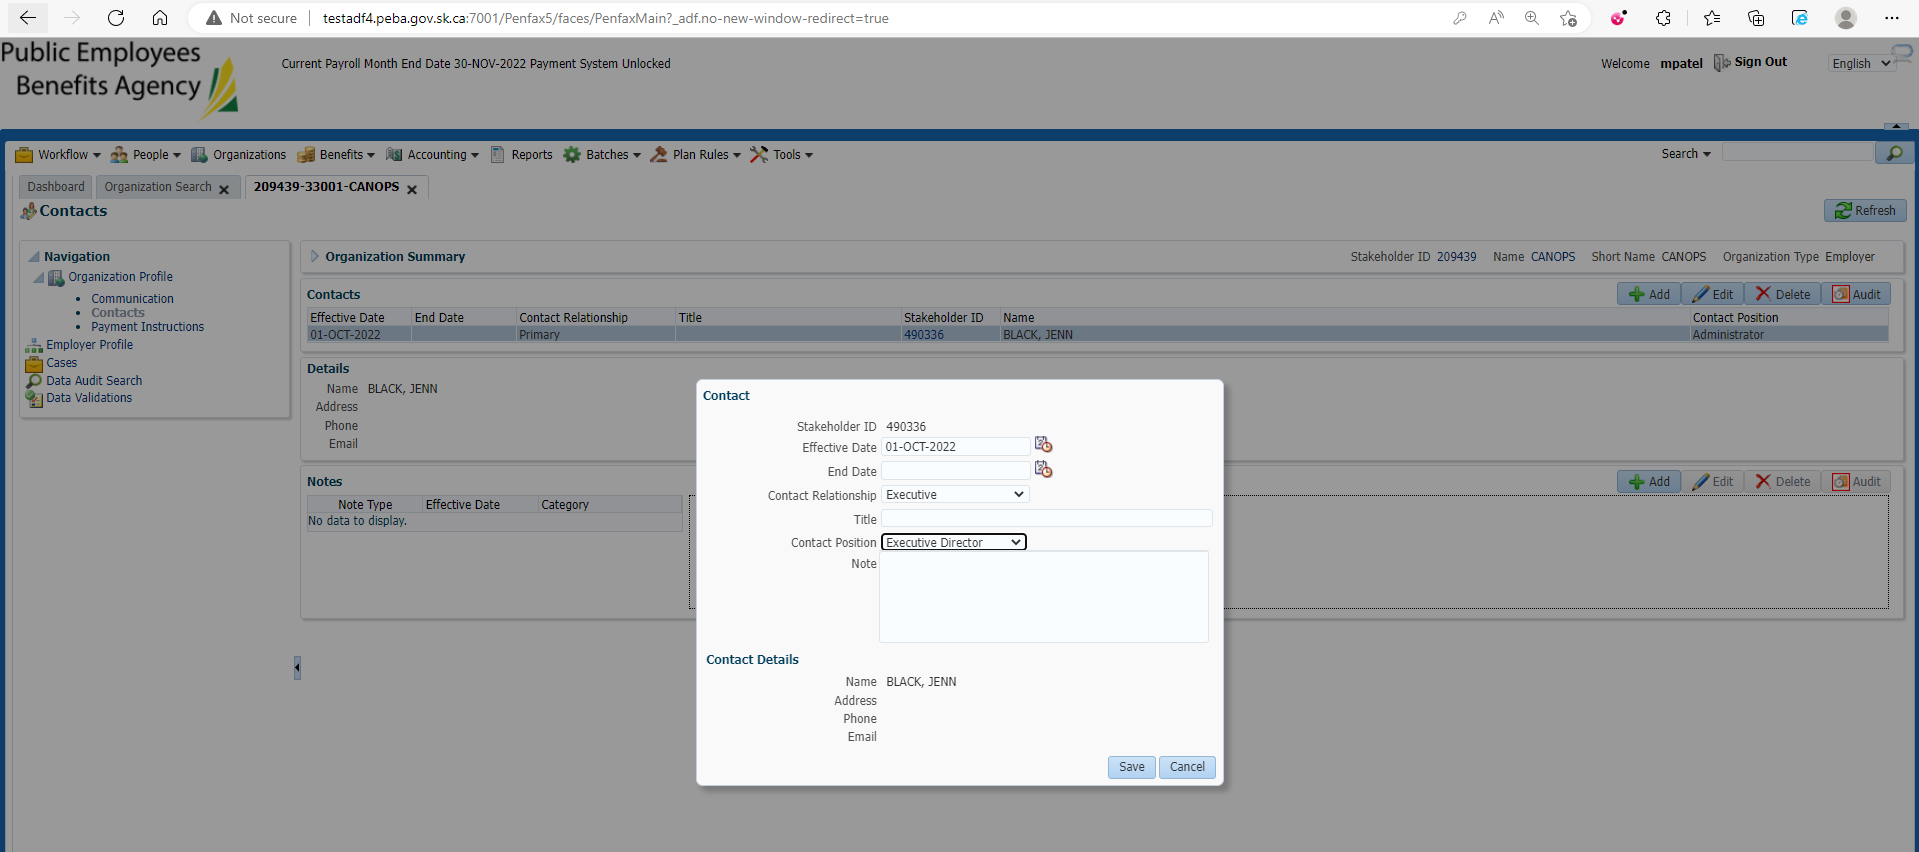 Not secure testadf4.peba.gov.sk.ca:7001/Penfax5/faces/PenfaxMain?_adf.no-new-window-redirect=true
Public Employees
Benefits Agency
Current Payroll Month End Date 30-NOV-2022 Payment System Unlocked
Welcome mpatel Sign Out English
Workflow People Organizations Benefits Accounting Reports Batches Plan Rules Tools Search
Dashboard Organization Search 209439-33001-CANOPS
Contacts Refresh
Navigation
Organization Profile
Communication
Contacts
Payment Instructions
Employer Profile
Cases
Data Audit Search
Data Validations
Organization Summary Stakeholder ID 209439 Name CANOPS Short Name CANOPS Organization Type Employer
Contacts Add Edit Delete Audit
Effective Date End Date Contact Relationship Title Stakeholder ID Name Contact Position
01-OCT-2022 Primary 490336 BLACK, JENN Administrator
Details
Name BLACK, JENN
Address
Phone
Email
Notes Add Edit Delete Audit
Note Type Effective Date Category
No data to display.
Contact
Stakeholder ID 490336
Effective Date 01-OCT-2022
End Date
Contact Relationship Executive
Title
Contact Position Executive Director
Note
Contact Details
Name BLACK, JENN
Address
Phone
Email
Save Cancel